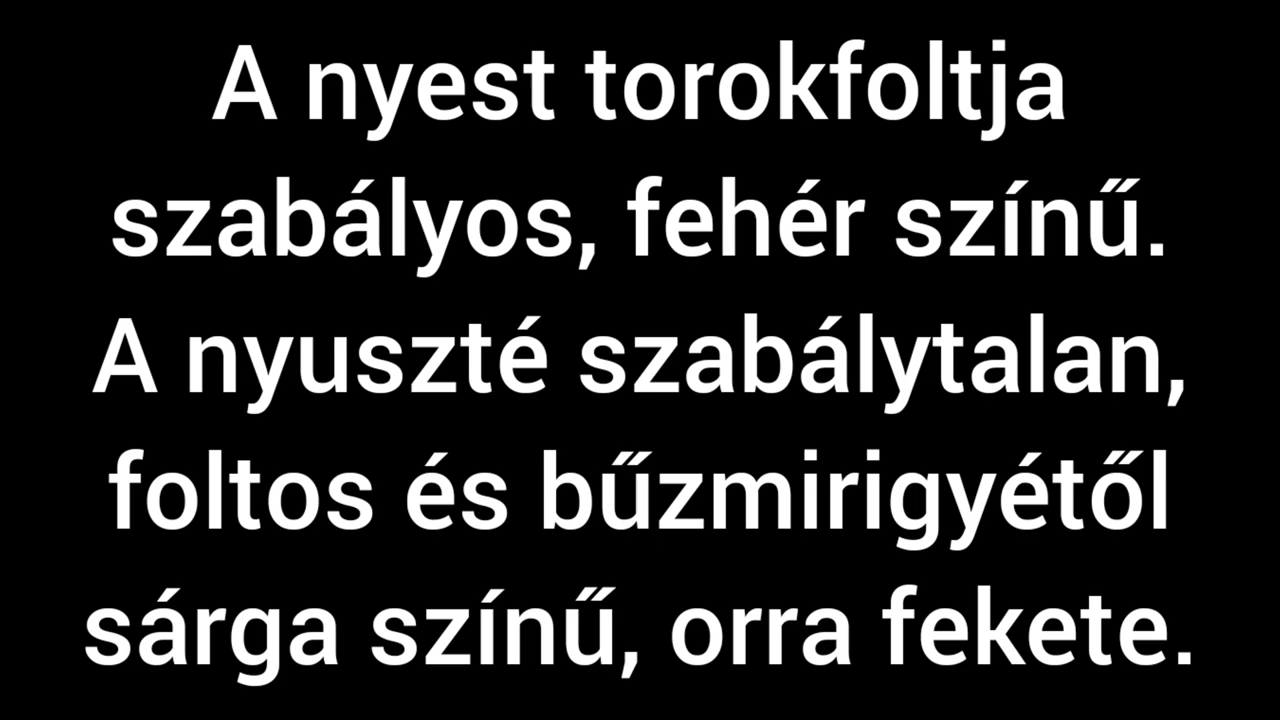 A nyest torokfoltja
szabályos, fehér színű.
A nyuszté szabálytalan,
foltos és bűzmirigyétől
sárga színű, orra fekete.